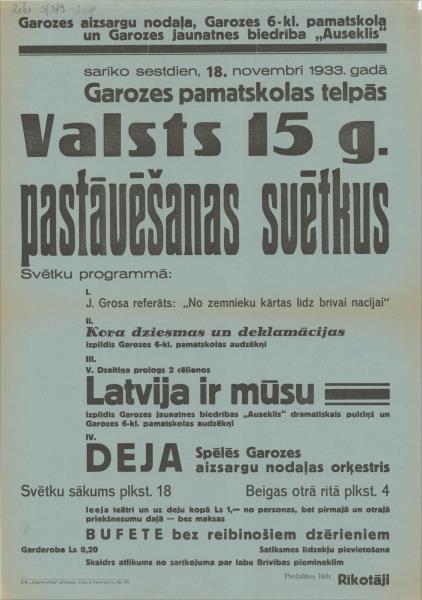 Garozes aizsargu nodaļa, Garozes 6-kl. pamatskola
un Garozes jaunatnes biedrība „Auseklis"
sarīko sestdien, 18. novembrī 1933. gadā
Garozes pamatskolas telpās
Valsts 15 g.
pastāvēšanas svētkus
Svētku programmā:
I.
J. Grosa referāts: „No zemnieku kārtas līdz brīvai nacijai"
II.
Kora dziesmas un deklamācijas
izpildīs Garozes 6-kl. pamatskolas audzēkņi
III.
V. Dzeltiņa prologs 2 cēlienos
Latvija ir mūsu
izpildīs Garozes jaunatnes biedrības „Auseklis" dramatiskais pulciņš un
Garozes 6-kl. pamatskolas audzēkņi
IV.
DEJA Spēlēs Garozes
aizsargu nodaļas orķestris
Svētku sākums plkst. 18 Beigas otrā rītā plkst. 4
Ieeja teātrī un uz deju kopā Ls 1,— no personas, bet pirmajā un otrajā
priekšnesumu daļā — bez maksas
BUFETE bez reibinošiem dzērieniem
Garderobe Ls 0,20 Satiksmes līdzekļu pievietošana
Skaidrs atlikums no sarīkojuma par labu Brīvības piemineklim
Piedalīties lūdz Rīkotāji